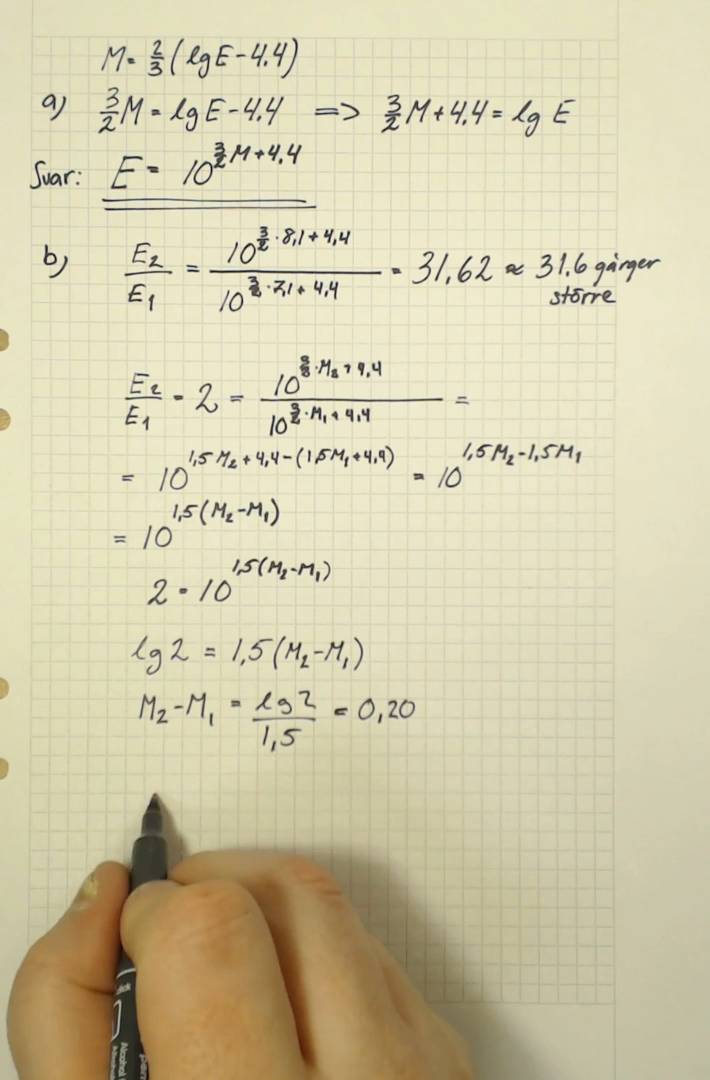 M = 2/3 (lg E - 4.4)
a) 3/2 M = lg E - 4.4 => 3/2 M + 4.4 = lg E
Svar: E = 10^(3/2 M + 4.4)
b) E₂/E₁ = 10^(3/2 · 8,1 + 4,4) / 10^(3/2 · 7,1 + 4,4) = 31,62 ≈ 31,6 gånger
större
E₂/E₁ = 2 = 10^(3/2 · M₂ + 4,4) / 10^(3/2 · M₁ + 4,4) =
= 10^(1,5 M₂ + 4,4 - (1,5 M₁ + 4,4)) = 10^(1,5 M₂ - 1,5 M₁)
= 10^(1,5 (M₂ - M₁))
2 = 10^(1,5 (M₂ - M₁))
lg 2 = 1,5 (M₂ - M₁)
M₂ - M₁ = lg 2 / 1,5 = 0,20
click
Alcohol